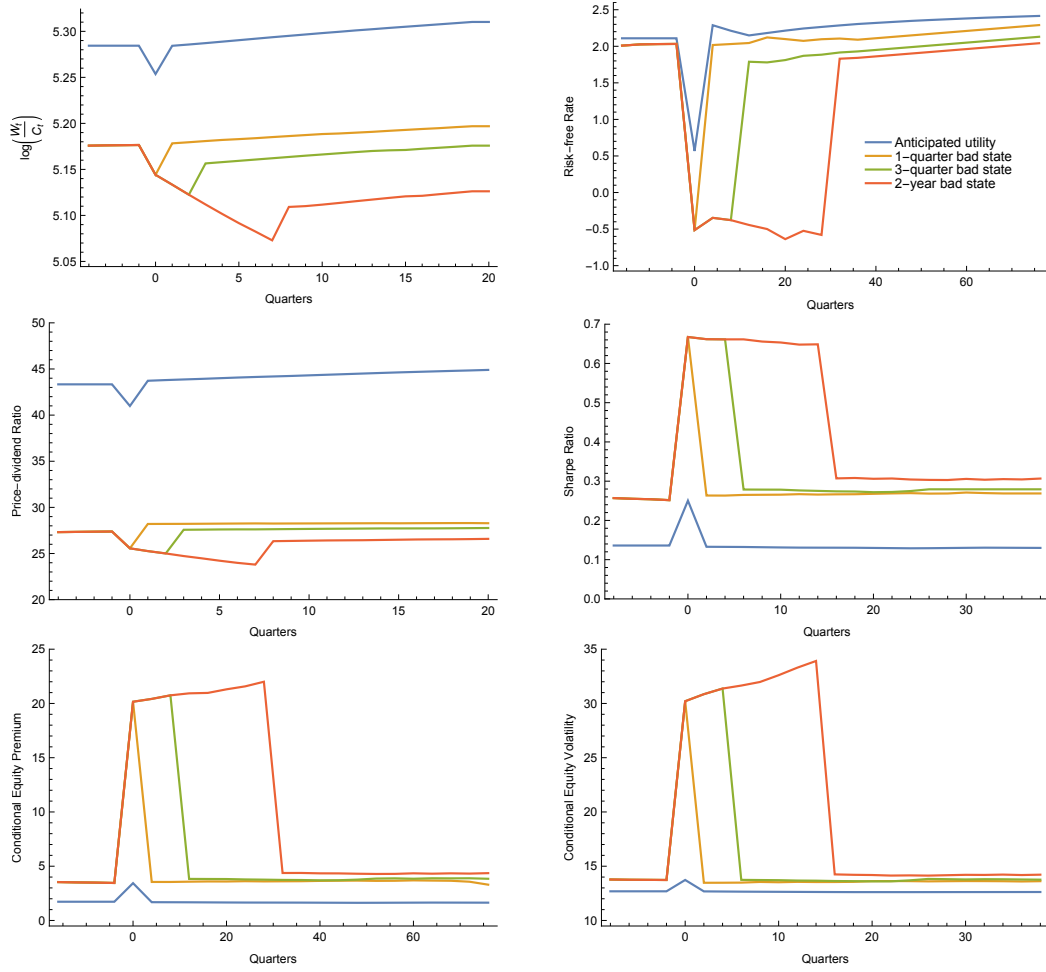 log(W_t/C_t)
5.30
5.25
5.20
5.15
5.10
5.05
0 5 10 15 20
Quarters
Risk-free Rate
2.5
2.0
1.5
1.0
0.5
0.0
−0.5
−1.0
0 20 40 60
Quarters
Anticipated utility
1-quarter bad state
3-quarter bad state
2-year bad state
Price-dividend Ratio
50
45
40
35
30
25
20
0 5 10 15 20
Quarters
Sharpe Ratio
0.7
0.6
0.5
0.4
0.3
0.2
0.1
0.0
0 10 20 30
Quarters
Conditional Equity Premium
25
20
15
10
5
0
0 20 40 60
Quarters
Conditional Equity Volatility
35
30
25
20
15
10
0 10 20 30
Quarters